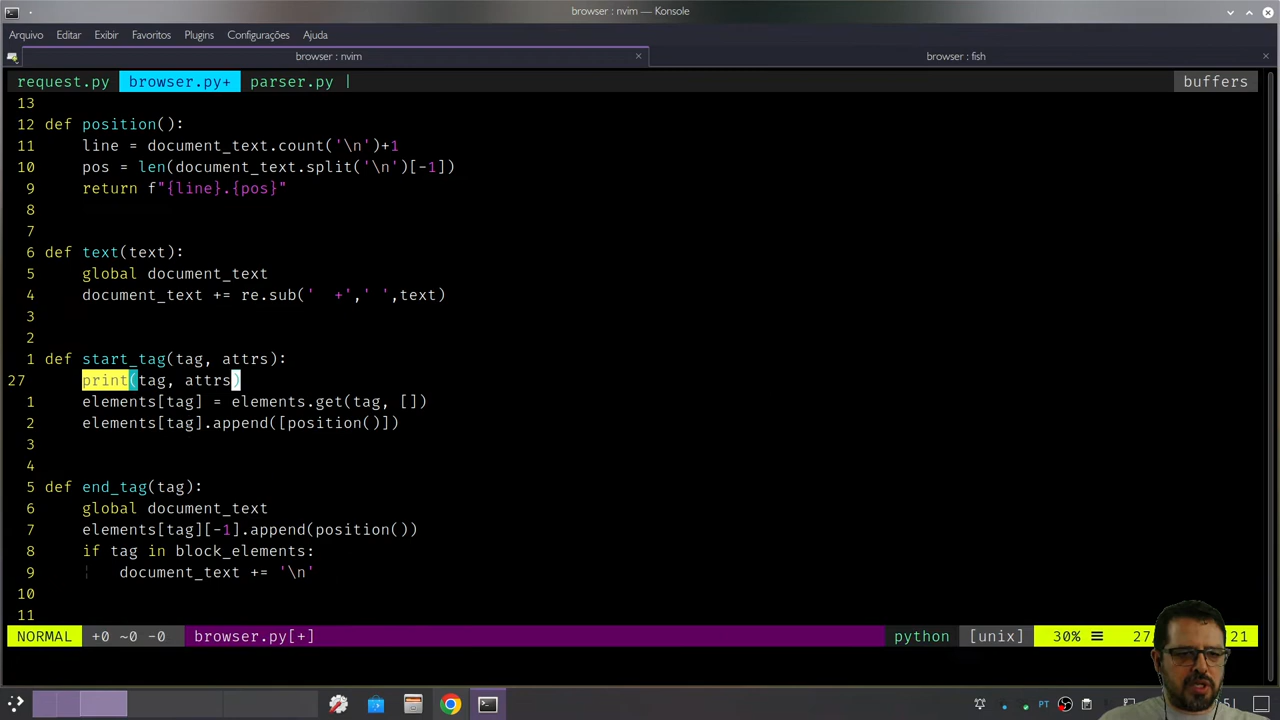 browser : nvim — Konsole
Arquivo Editar Exibir Favoritos Plugins Configurações Ajuda
browser : nvim browser : fish
request.py browser.py+ parser.py | buffers
13
12 def position():
11 line = document_text.count('\n')+1
10 pos = len(document_text.split('\n')[-1])
9 return f"{line}.{pos}"
8
7
6 def text(text):
5 global document_text
4 document_text += re.sub('  +',' ',text)
3
2
1 def start_tag(tag, attrs):
27 print(tag, attrs)
1 elements[tag] = elements.get(tag, [])
2 elements[tag].append([position()])
3
4
5 def end_tag(tag):
6 global document_text
7 elements[tag][-1].append(position())
8 if tag in block_elements:
9 ¦ document_text += '\n'
10
11
NORMAL +0 ~0 -0 browser.py[+] python [unix] 30% ☰ 27/ 21
PT